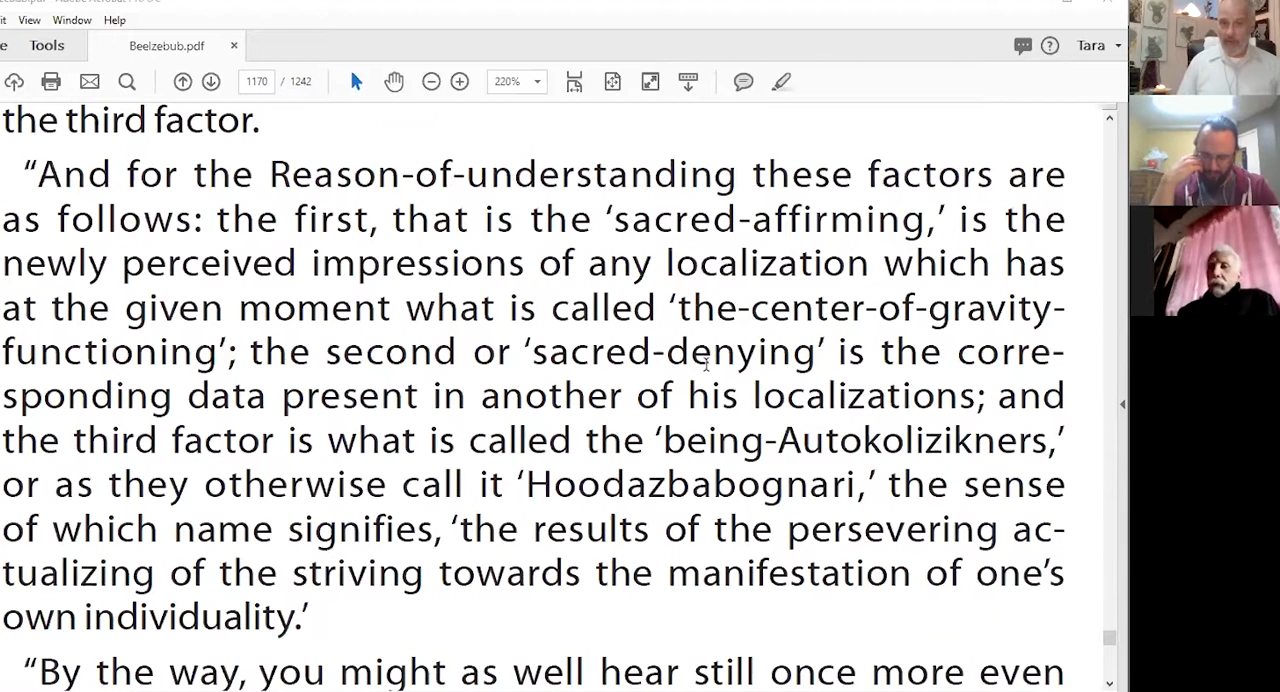 it View Window Help
e Tools Beelzebub.pdf × Tara
1170 / 1242 220%
the third factor.
“And for the Reason-of-understanding these factors are
as follows: the first, that is the ‘sacred-affirming,’ is the
newly perceived impressions of any localization which has
at the given moment what is called ‘the-center-of-gravity-
functioning’; the second or ‘sacred-denying’ is the corre-
sponding data present in another of his localizations; and
the third factor is what is called the ‘being-Autokolizikners,’
or as they otherwise call it ‘Hoodazbabognari,’ the sense
of which name signifies, ‘the results of the persevering ac-
tualizing of the striving towards the manifestation of one’s
own individuality.’
“By the way, you might as well hear still once more even